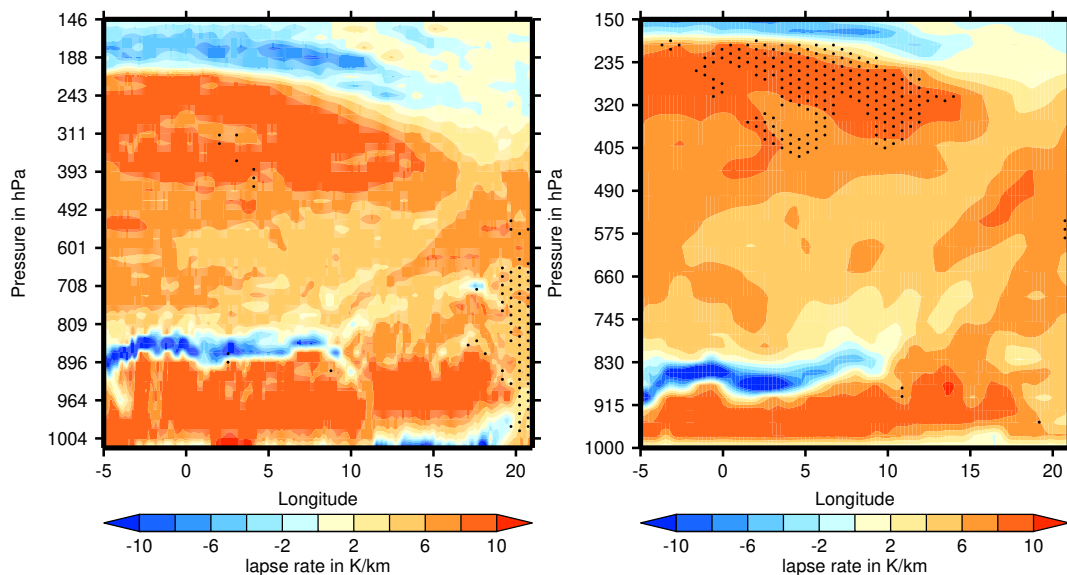 146
188
243
311
393
492
601
708
809
896
964
1004
Pressure in hPa
-5 0 5 10 15 20
Longitude
-10 -6 -2 2 6 10
lapse rate in K/km
150
235
320
405
490
575
660
745
830
915
1000
Pressure in hPa
-5 0 5 10 15 20
Longitude
-10 -6 -2 2 6 10
lapse rate in K/km